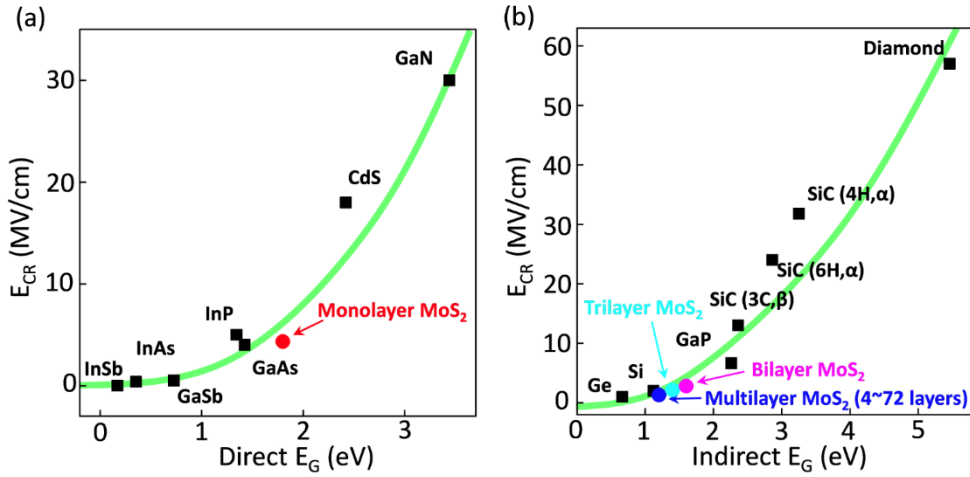 (a)
30
20
10
0
E_CR (MV/cm)
GaN
CdS
InP
Monolayer MoS₂
InSb
InAs
GaSb
GaAs
0 1 2 3
Direct E_G (eV)
(b)
60
50
40
30
20
10
0
E_CR (MV/cm)
Diamond
SiC (4H,α)
SiC (6H,α)
SiC (3C,β)
Trilayer MoS₂
GaP
Si
Ge
Bilayer MoS₂
Multilayer MoS₂ (4~72 layers)
0 1 2 3 4 5
Indirect E_G (eV)